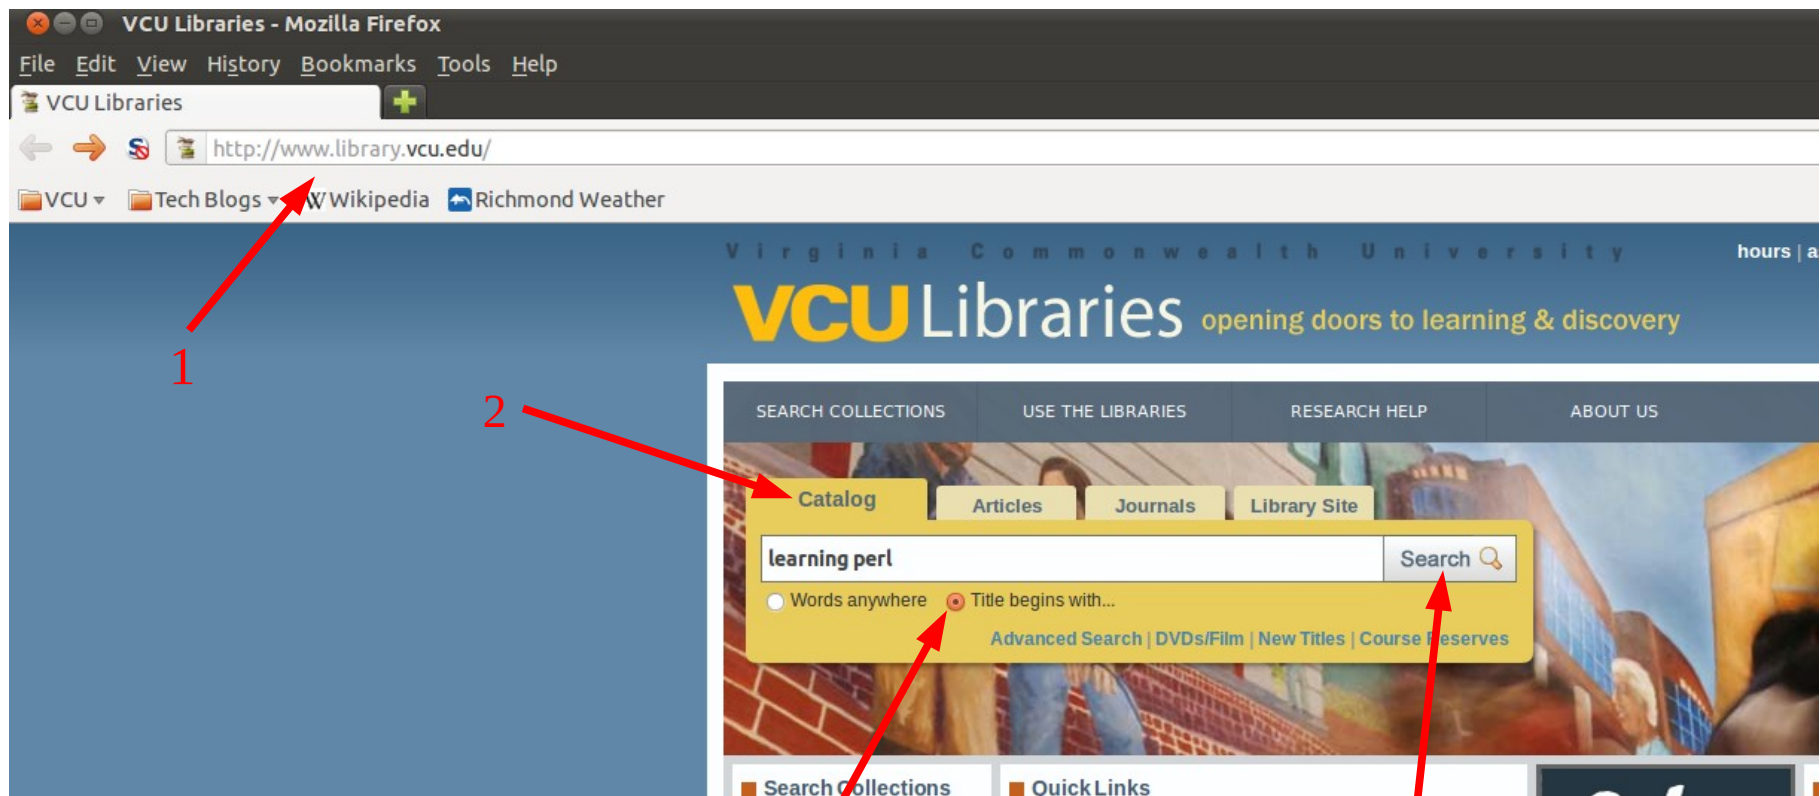 VCU Libraries - Mozilla Firefox
File Edit View History Bookmarks Tools Help
VCU Libraries
http://www.library.vcu.edu/
VCU Tech Blogs Wikipedia Richmond Weather
Virginia Commonwealth University
hours | a
VCU Libraries opening doors to learning & discovery
1
2
SEARCH COLLECTIONS USE THE LIBRARIES RESEARCH HELP ABOUT US
Catalog Articles Journals Library Site
learning perl Search
Words anywhere Title begins with...
Advanced Search | DVDs/Film | New Titles | Course Reserves
Search Collections Quick Links